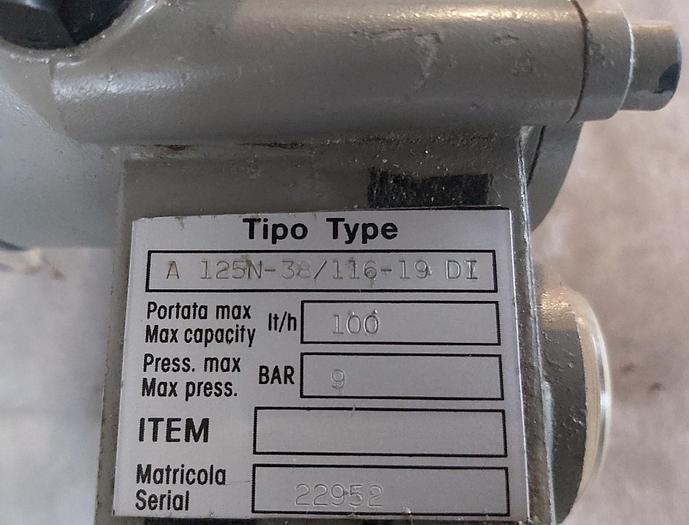 Tipo Type
A 125N-38/116-19 DI
Portata max
Max capacity lt/h 100
Press. max
Max press. BAR 9
ITEM
Matricola
Serial 22952